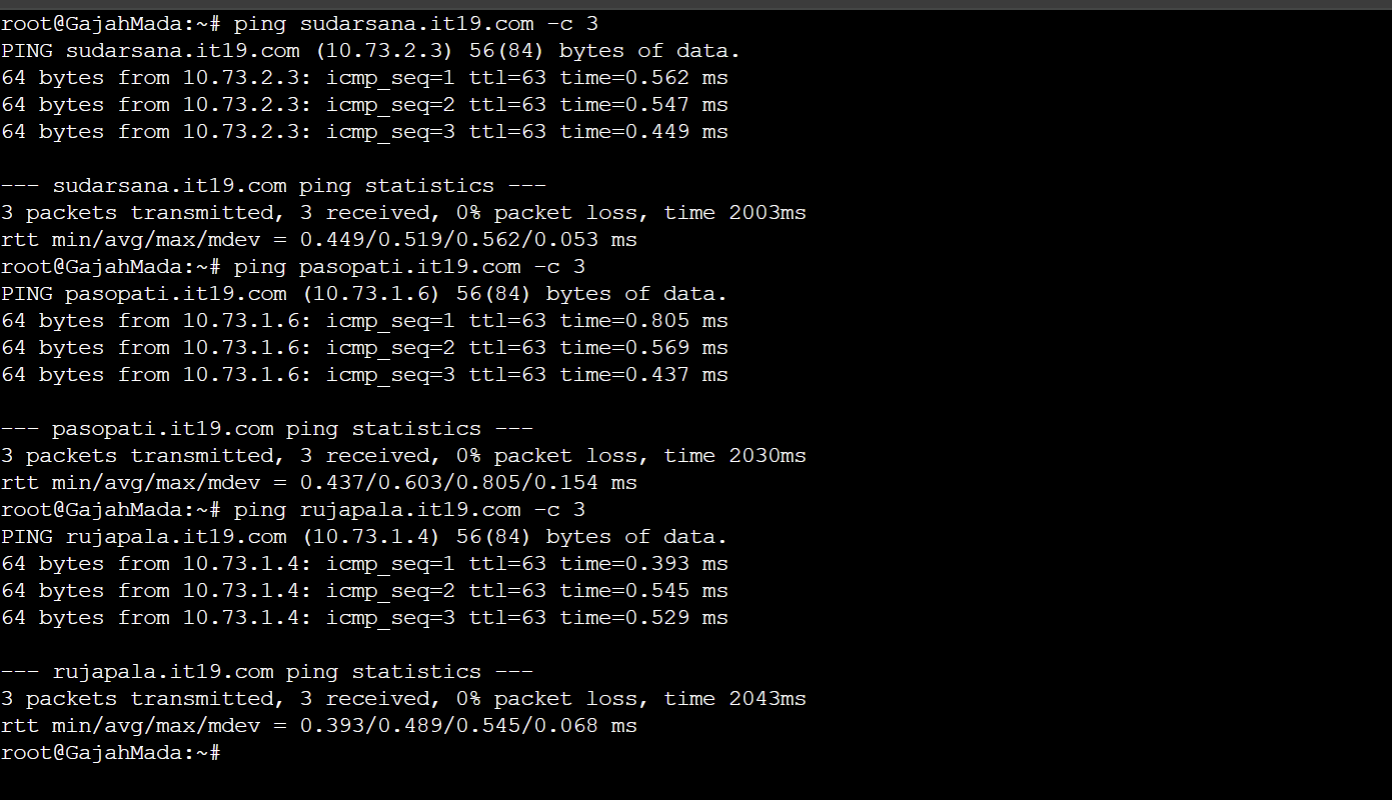 root@GajahMada:~# ping sudarsana.it19.com -c 3
PING sudarsana.it19.com (10.73.2.3) 56(84) bytes of data.
64 bytes from 10.73.2.3: icmp_seq=1 ttl=63 time=0.562 ms
64 bytes from 10.73.2.3: icmp_seq=2 ttl=63 time=0.547 ms
64 bytes from 10.73.2.3: icmp_seq=3 ttl=63 time=0.449 ms

--- sudarsana.it19.com ping statistics ---
3 packets transmitted, 3 received, 0% packet loss, time 2003ms
rtt min/avg/max/mdev = 0.449/0.519/0.562/0.053 ms
root@GajahMada:~# ping pasopati.it19.com -c 3
PING pasopati.it19.com (10.73.1.6) 56(84) bytes of data.
64 bytes from 10.73.1.6: icmp_seq=1 ttl=63 time=0.805 ms
64 bytes from 10.73.1.6: icmp_seq=2 ttl=63 time=0.569 ms
64 bytes from 10.73.1.6: icmp_seq=3 ttl=63 time=0.437 ms

--- pasopati.it19.com ping statistics ---
3 packets transmitted, 3 received, 0% packet loss, time 2030ms
rtt min/avg/max/mdev = 0.437/0.603/0.805/0.154 ms
root@GajahMada:~# ping rujapala.it19.com -c 3
PING rujapala.it19.com (10.73.1.4) 56(84) bytes of data.
64 bytes from 10.73.1.4: icmp_seq=1 ttl=63 time=0.393 ms
64 bytes from 10.73.1.4: icmp_seq=2 ttl=63 time=0.545 ms
64 bytes from 10.73.1.4: icmp_seq=3 ttl=63 time=0.529 ms

--- rujapala.it19.com ping statistics ---
3 packets transmitted, 3 received, 0% packet loss, time 2043ms
rtt min/avg/max/mdev = 0.393/0.489/0.545/0.068 ms
root@GajahMada:~#